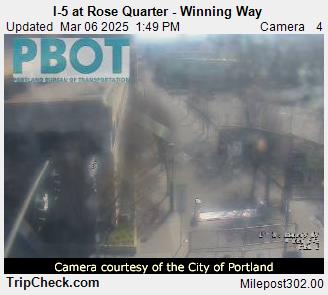 I-5 at Rose Quarter - Winning Way
Updated Mar 06 2025 1:49 PM Camera 4
PBOT
PORTLAND BUREAU OF TRANSPORTATION
Camera courtesy of the City of Portland
TripCheck.com Milepost302.00